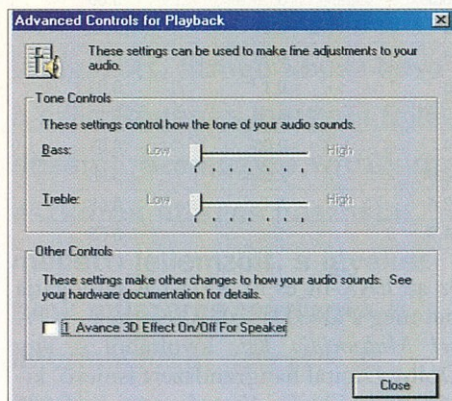 Advanced Controls for Playback
These settings can be used to make fine adjustments to your
audio.
Tone Controls
These settings control how the tone of your audio sounds.
Bass: Low High
Treble: Low High
Other Controls
These settings make other changes to how your audio sounds. See
your hardware documentation for details.
1 Avance 3D Effect On/Off For Speaker
Close